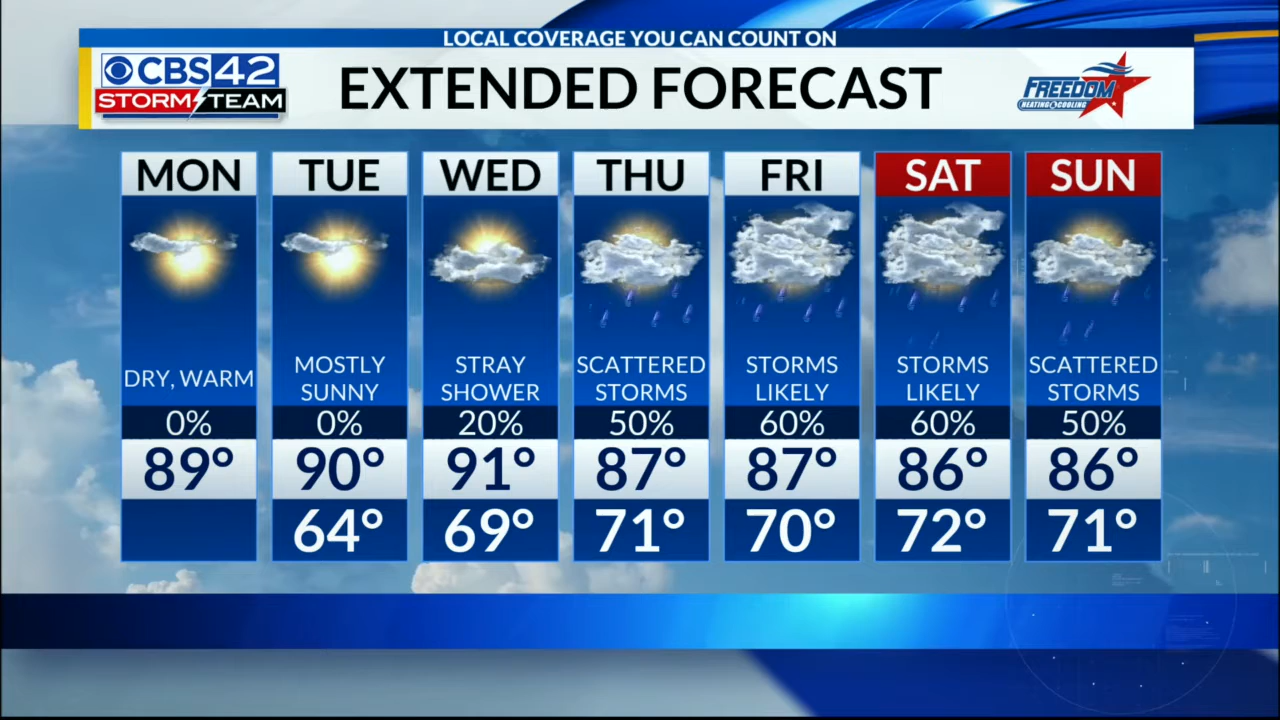 LOCAL COVERAGE YOU CAN COUNT ON
CBS42
STORM TEAM
EXTENDED FORECAST
FREEDOM
HEATING & COOLING
MON TUE WED THU FRI SAT SUN
DRY, WARM
MOSTLY
SUNNY
STRAY
SHOWER
SCATTERED
STORMS
STORMS
LIKELY
STORMS
LIKELY
SCATTERED
STORMS
0% 0% 20% 50% 60% 60% 50%
89° 90° 91° 87° 87° 86° 86°
64° 69° 71° 70° 72° 71°